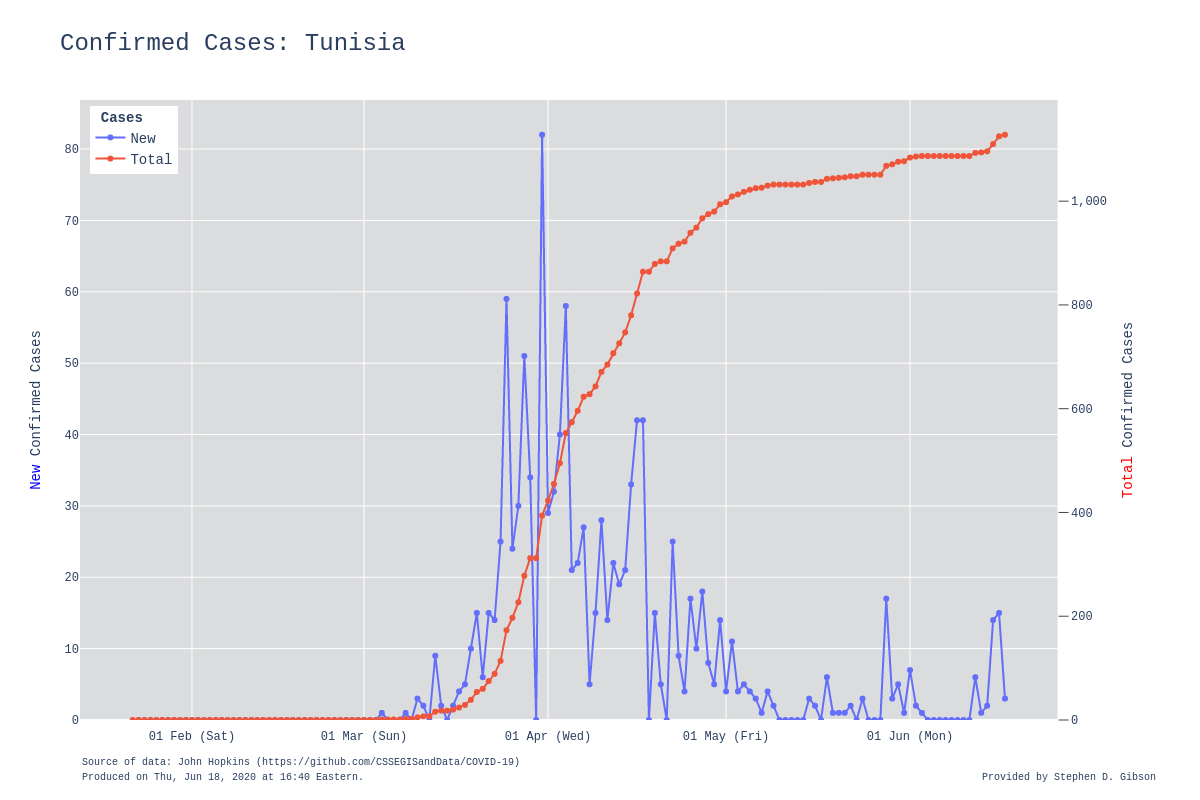 Confirmed Cases: Tunisia
Cases
New
Total
80
70
60
50
40
30
20
10
0
New Confirmed Cases
1,000
800
600
400
200
0
Total Confirmed Cases
01 Feb (Sat)
01 Mar (Sun)
01 Apr (Wed)
01 May (Fri)
01 Jun (Mon)
Source of data: John Hopkins (https://github.com/CSSEGISandData/COVID-19)
Produced on Thu, Jun 18, 2020 at 16:40 Eastern.
Provided by Stephen D. Gibson